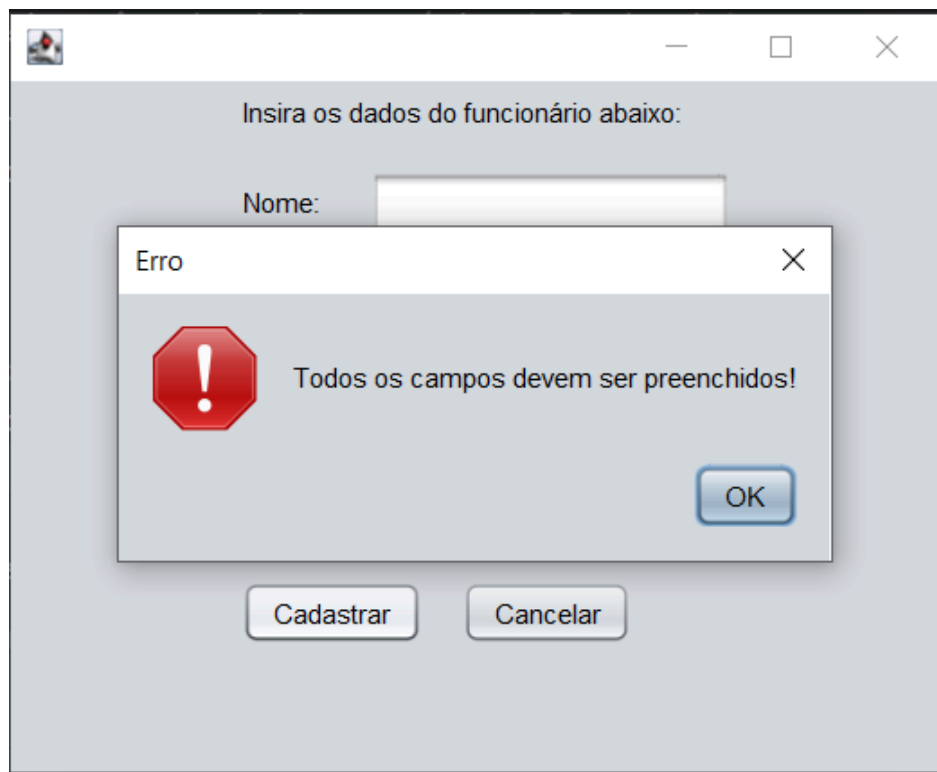 Insira os dados do funcionário abaixo:
Nome:
Erro
Todos os campos devem ser preenchidos!
OK
Cadastrar
Cancelar